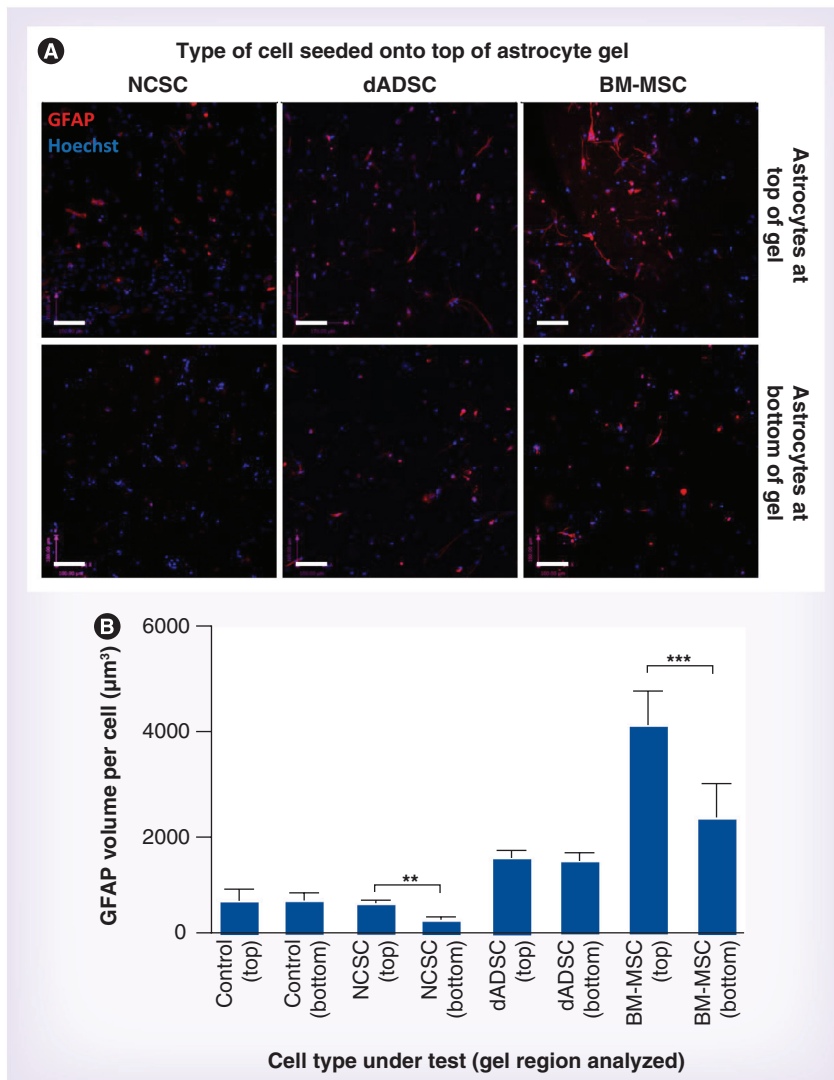 A
Type of cell seeded onto top of astrocyte gel
NCSC
dADSC
BM-MSC
GFAP
Hoechst
Astrocytes at
top of gel
Astrocytes at
bottom of gel
B
GFAP volume per cell (µm³)
6000
4000
2000
0
**
***
Control
(top)
Control
(bottom)
NCSC
(top)
NCSC
(bottom)
dADSC
(top)
dADSC
(bottom)
BM-MSC
(top)
BM-MSC
(bottom)
Cell type under test (gel region analyzed)